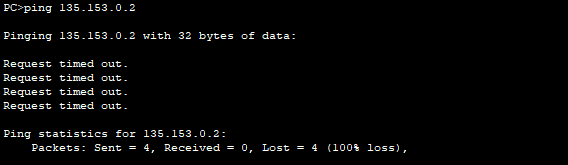 PC>ping 135.153.0.2
Pinging 135.153.0.2 with 32 bytes of data:
Request timed out.
Request timed out.
Request timed out.
Request timed out.
Ping statistics for 135.153.0.2:
Packets: Sent = 4, Received = 0, Lost = 4 (100% loss),